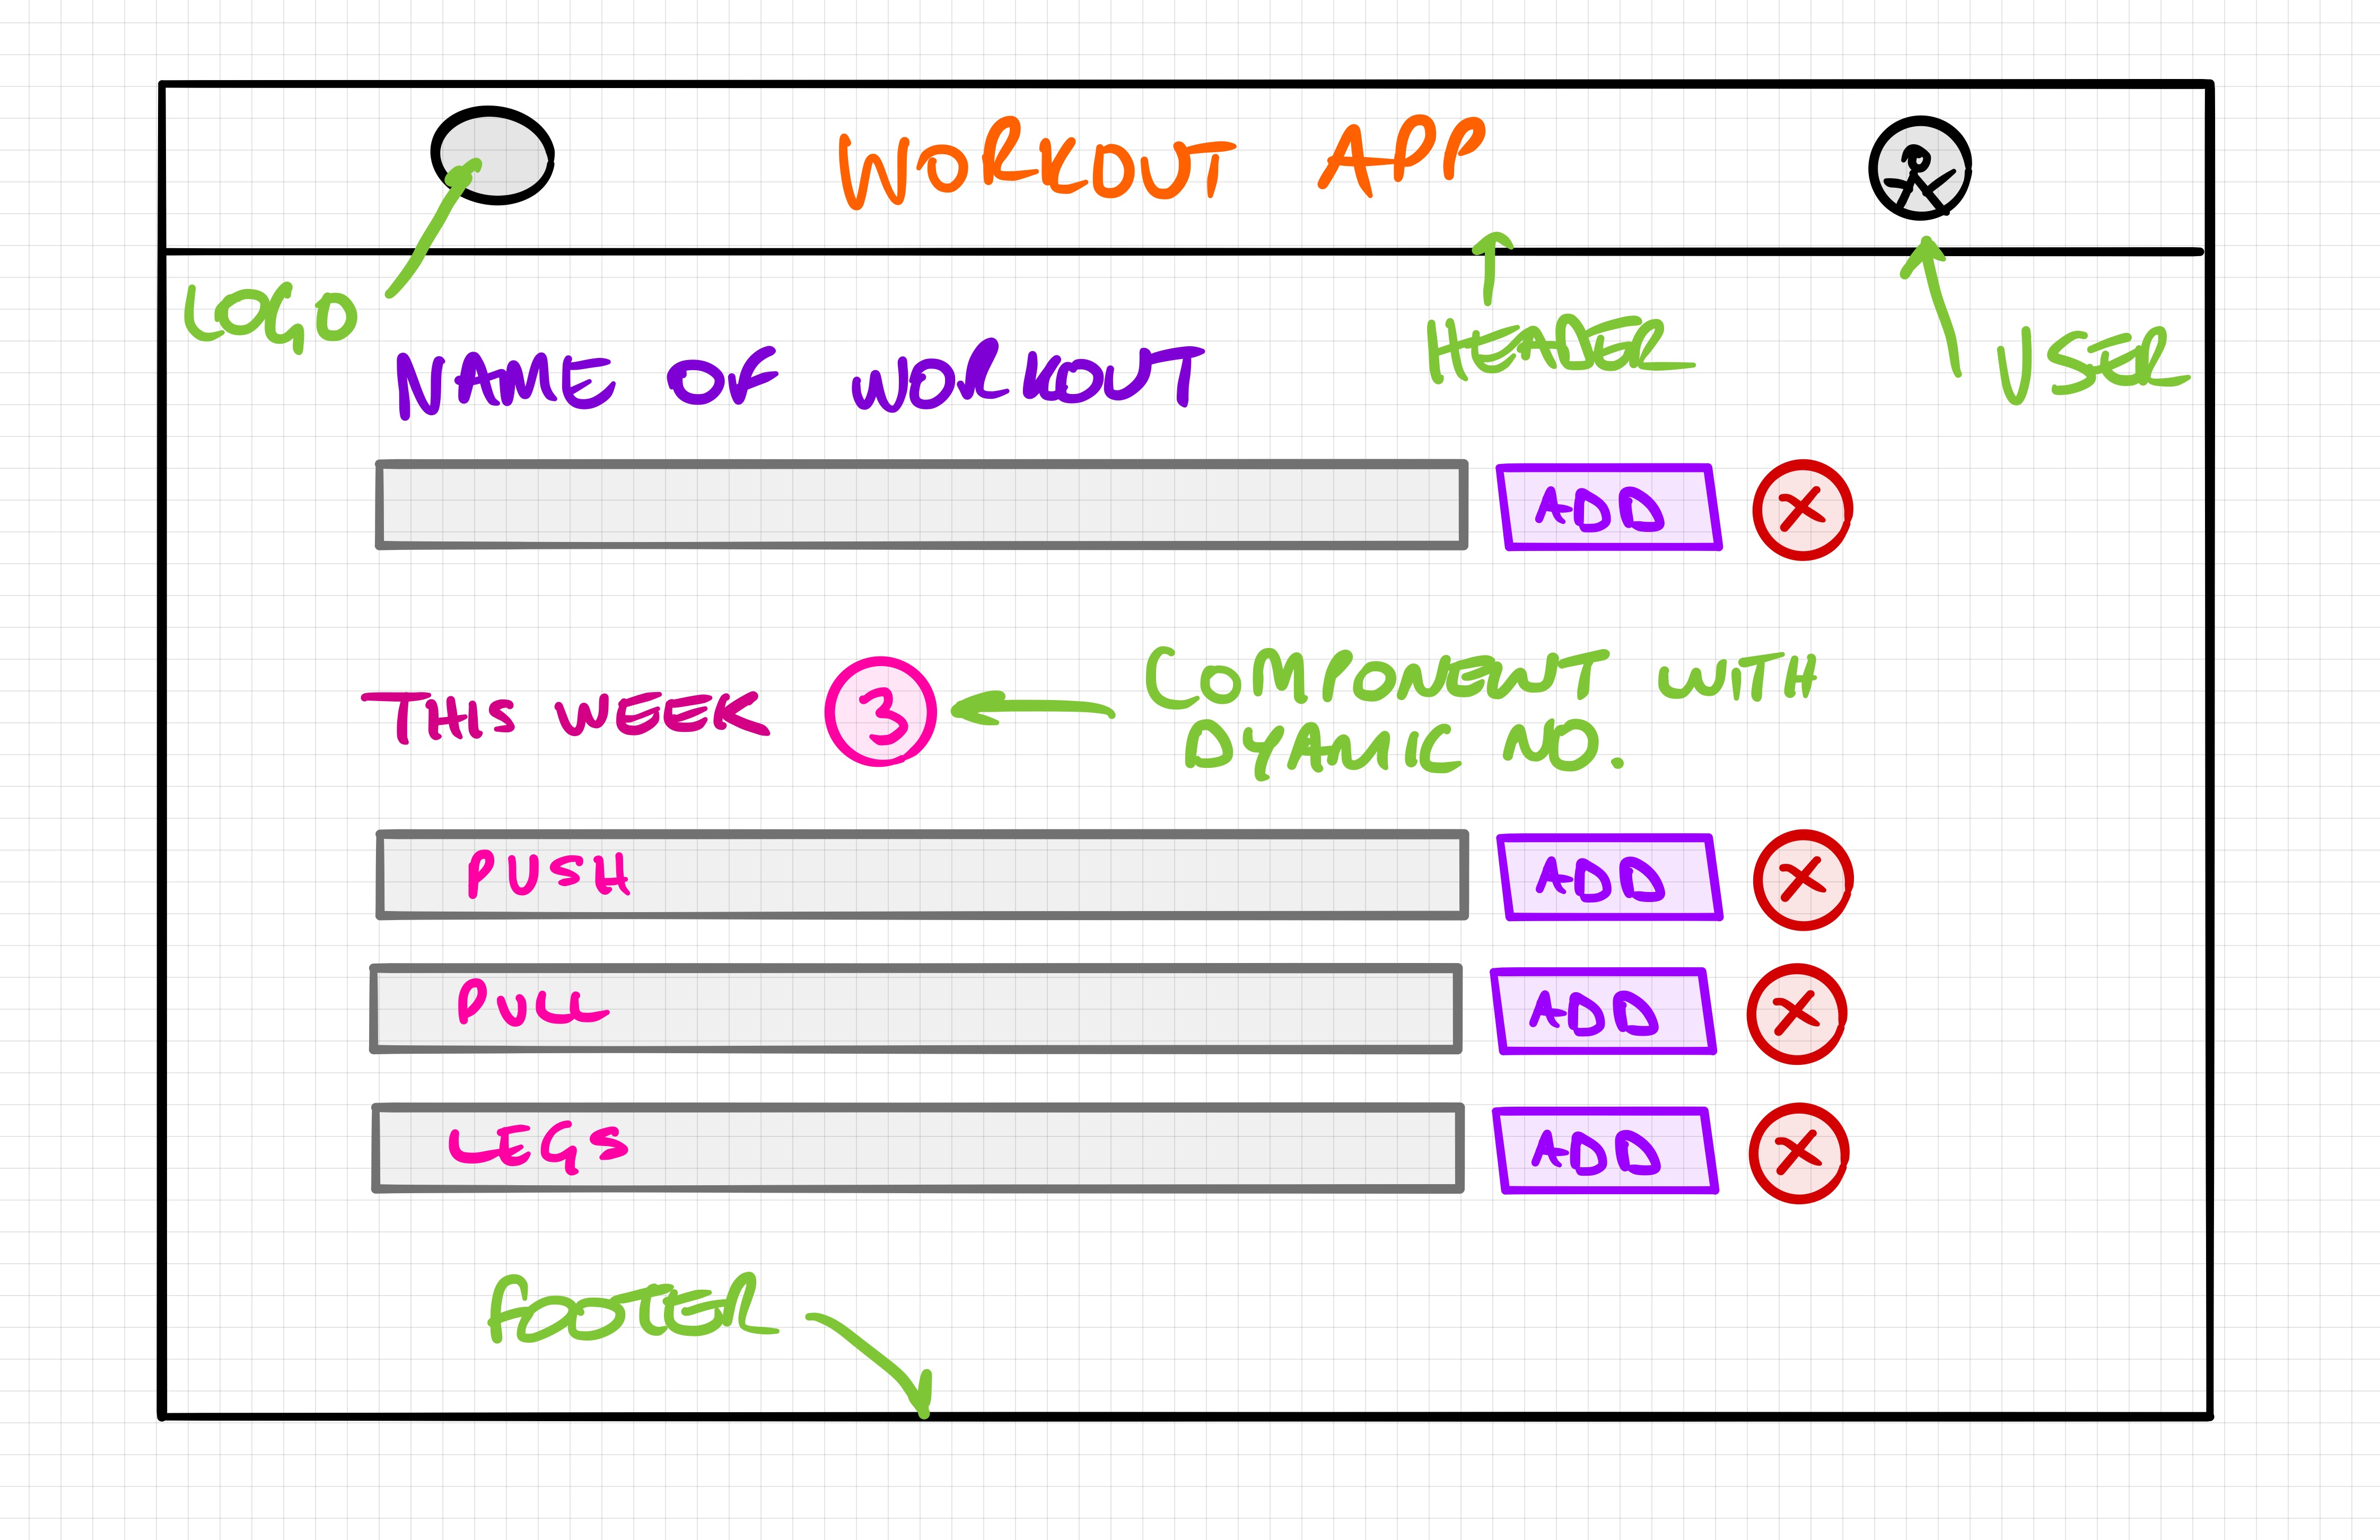 WORKOUT APP
LOGO
HEADER
USER
NAME OF WORKOUT
ADD X
THIS WEEK 3
COMPONENT WITH
DYAMIC NO.
PUSH ADD X
PULL ADD X
LEGS ADD X
FOOTER